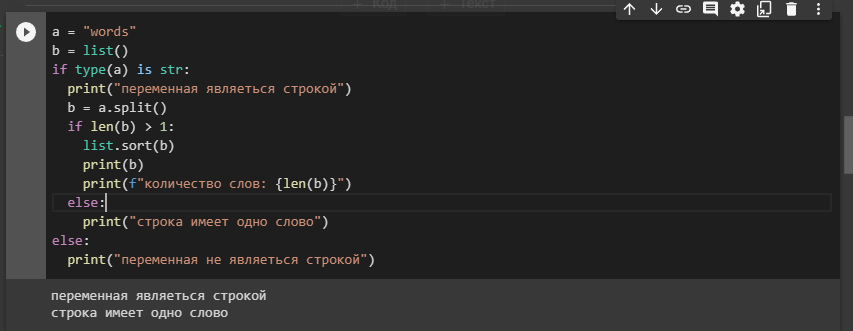 + Код + Текст
a = "words"
b = list()
if type(a) is str:
  print("переменная являеться строкой")
  b = a.split()
  if len(b) > 1:
    list.sort(b)
    print(b)
    print(f"количество слов: {len(b)}")
  else:
    print("строка имеет одно слово")
else:
  print("переменная не являеться строкой")
переменная являеться строкой
строка имеет одно слово